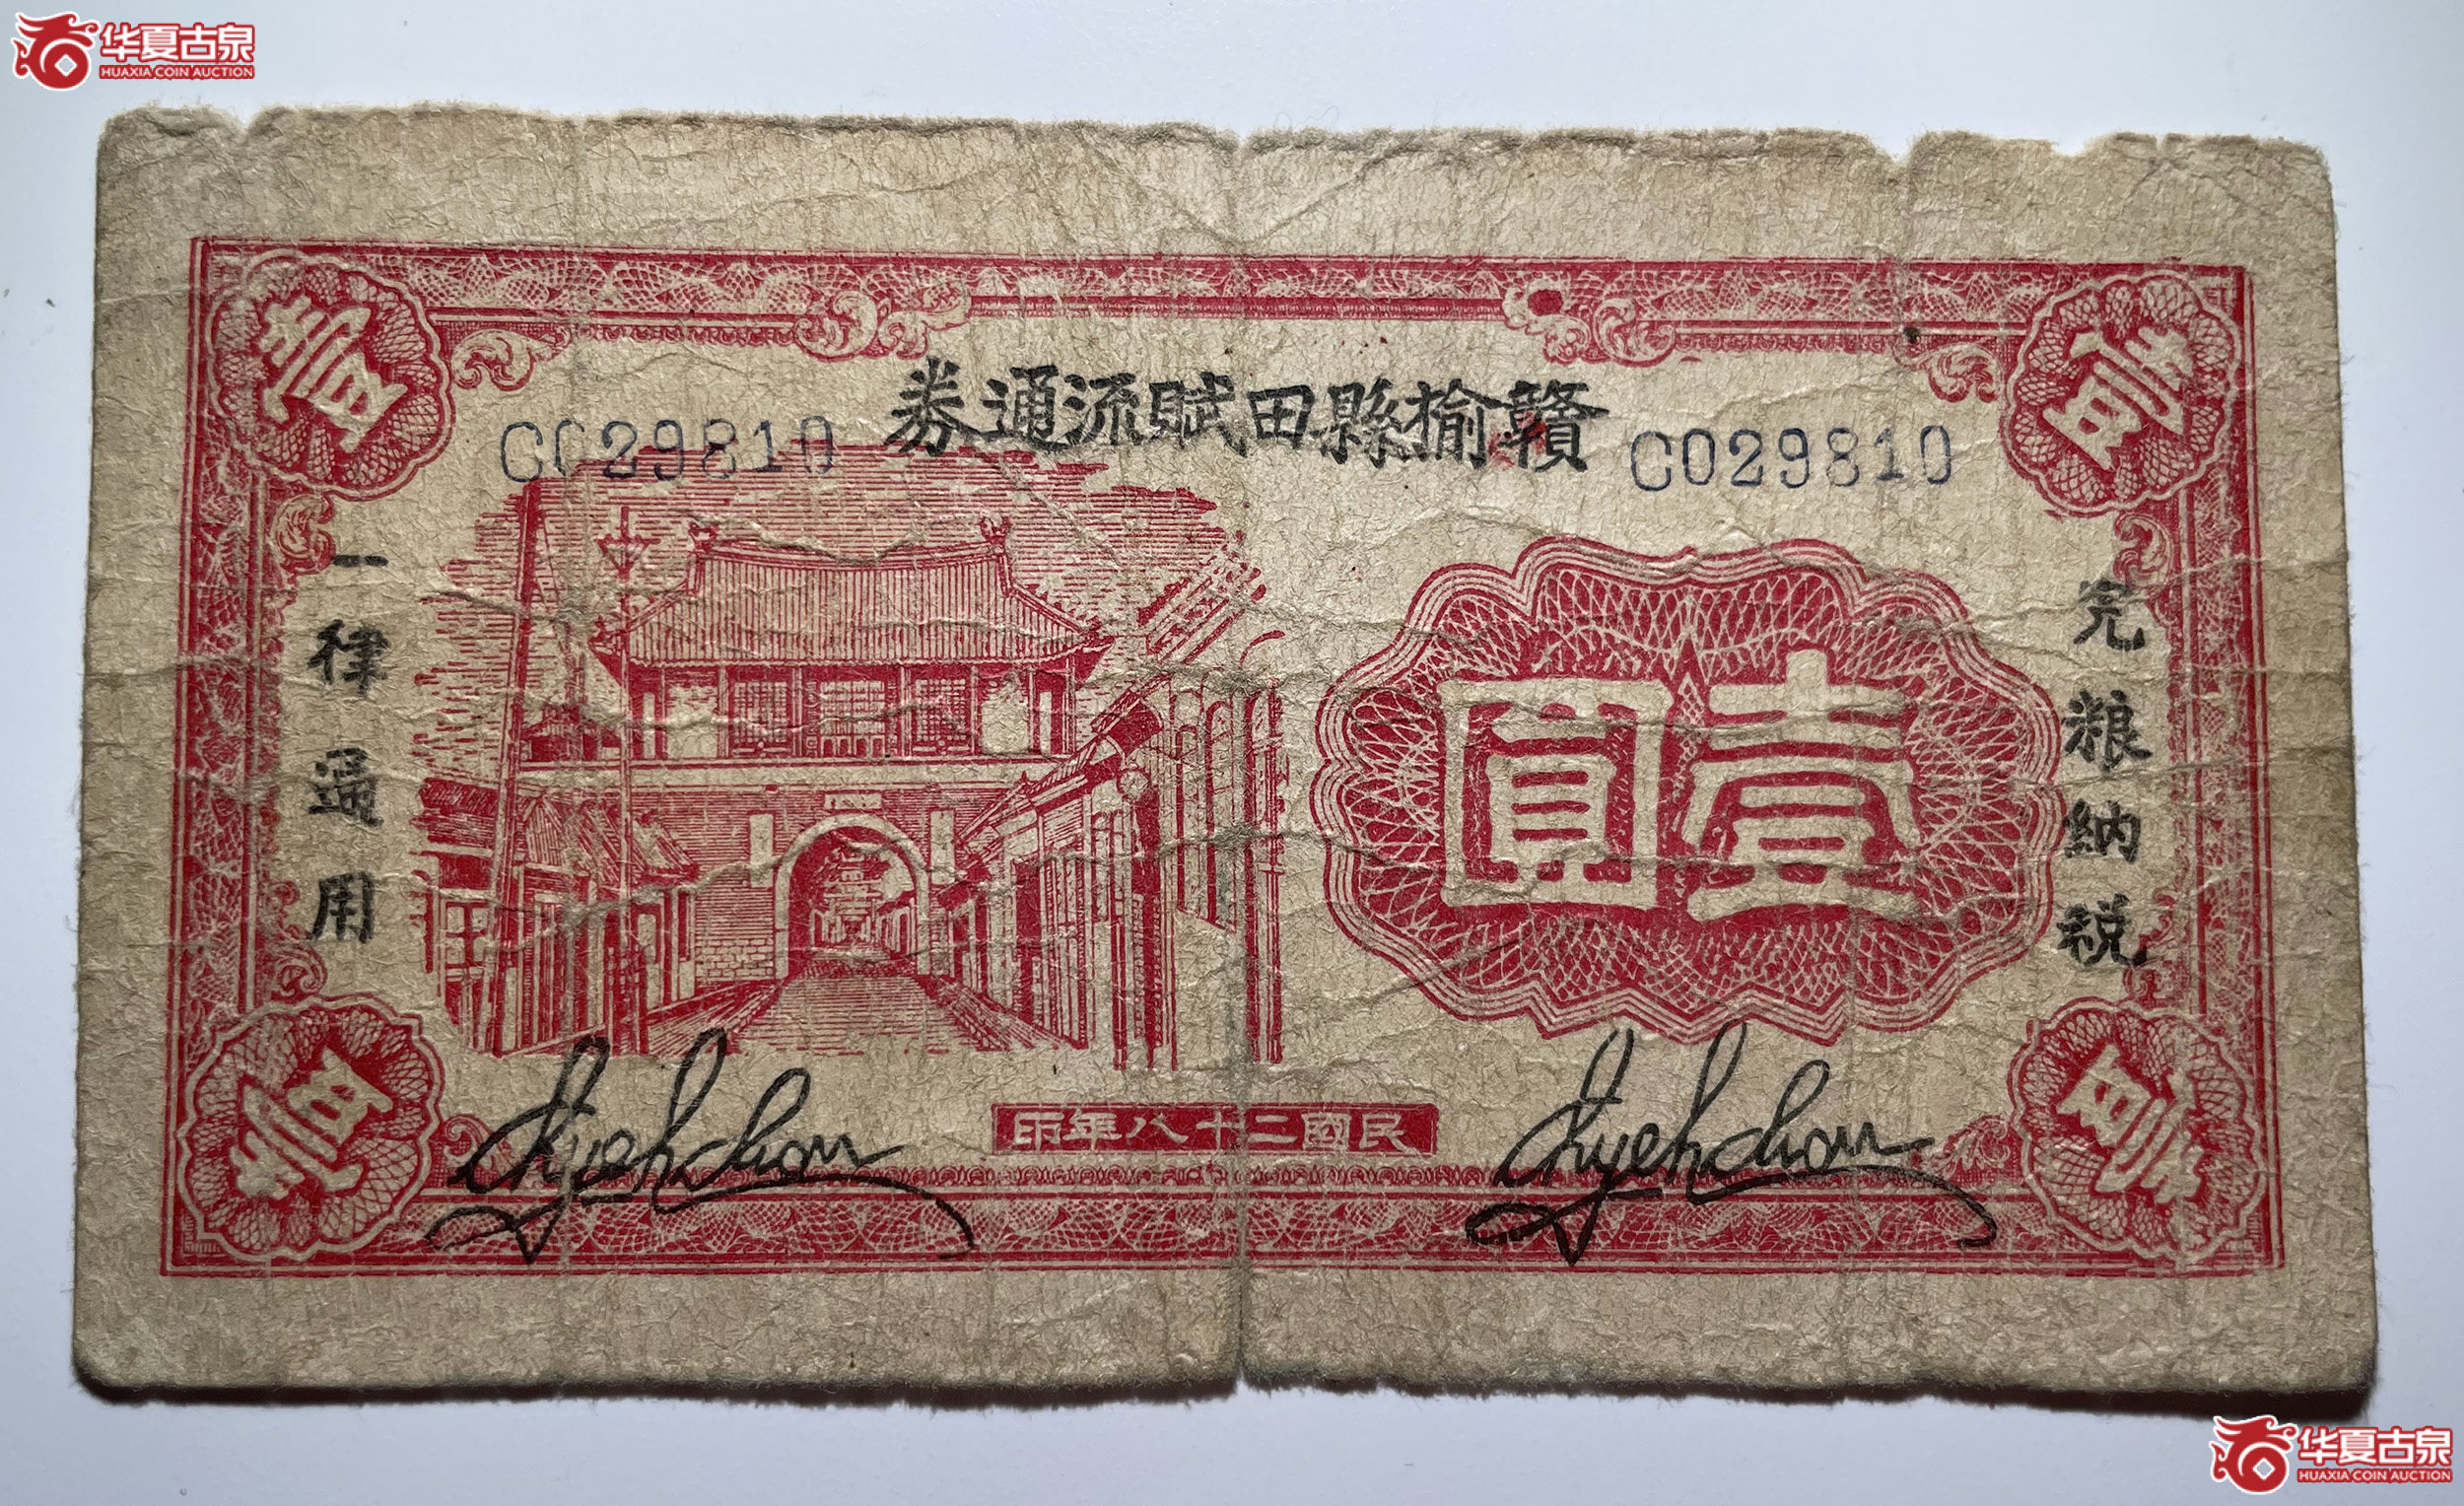 华夏古泉
HUAXIA COIN AUCTION
壹
壹
贛榆縣田賦流通券
C029810
C029810
完粮納税
壹圓
一律通用
民國二十八年印
壹
壹
华夏古泉
HUAXIA COIN AUCTION